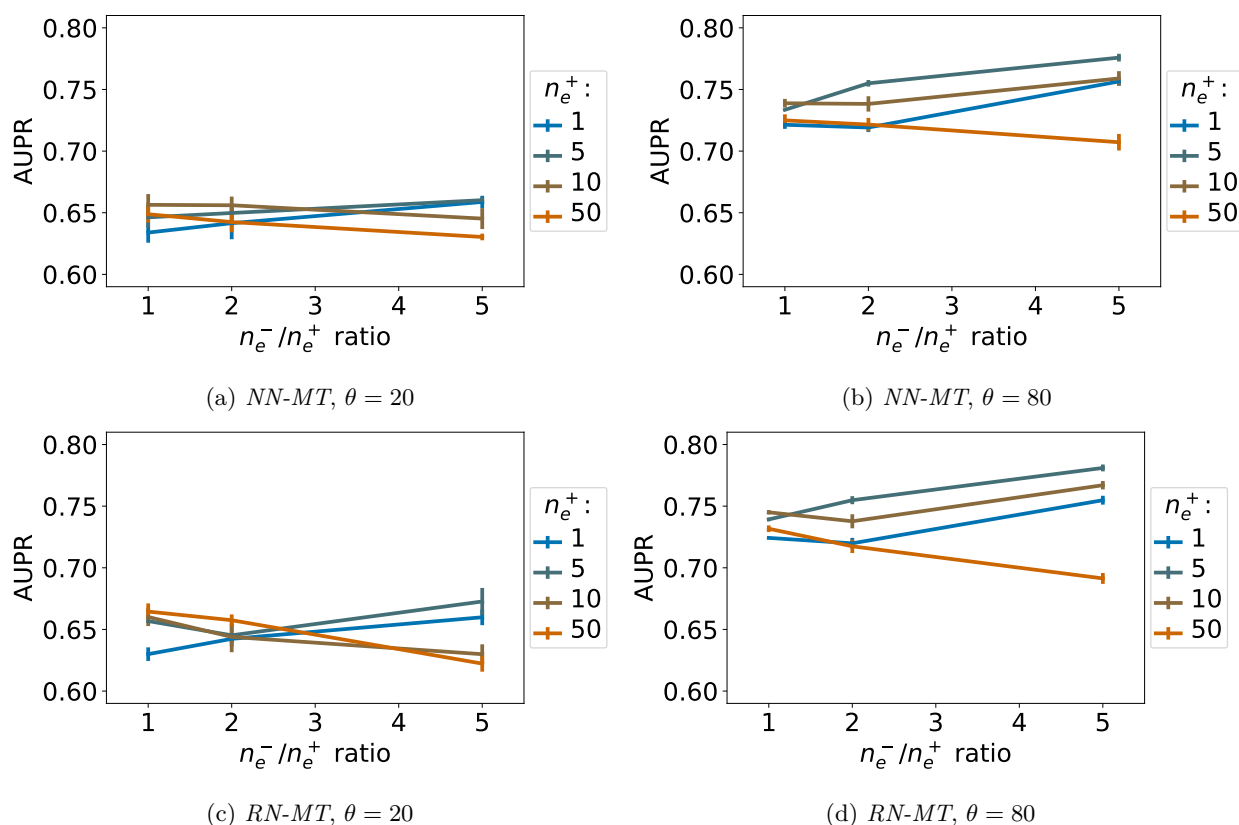 0.80
0.75
0.70
0.65
0.60
AUPR
1 2 3 4 5
n_e^-/n_e^+ ratio
n_e^+:
1
5
10
50
(a) NN-MT, θ = 20
0.80
0.75
0.70
0.65
0.60
AUPR
1 2 3 4 5
n_e^-/n_e^+ ratio
n_e^+:
1
5
10
50
(b) NN-MT, θ = 80
0.80
0.75
0.70
0.65
0.60
AUPR
1 2 3 4 5
n_e^-/n_e^+ ratio
n_e^+:
1
5
10
50
(c) RN-MT, θ = 20
0.80
0.75
0.70
0.65
0.60
AUPR
1 2 3 4 5
n_e^-/n_e^+ ratio
n_e^+:
1
5
10
50
(d) RN-MT, θ = 80